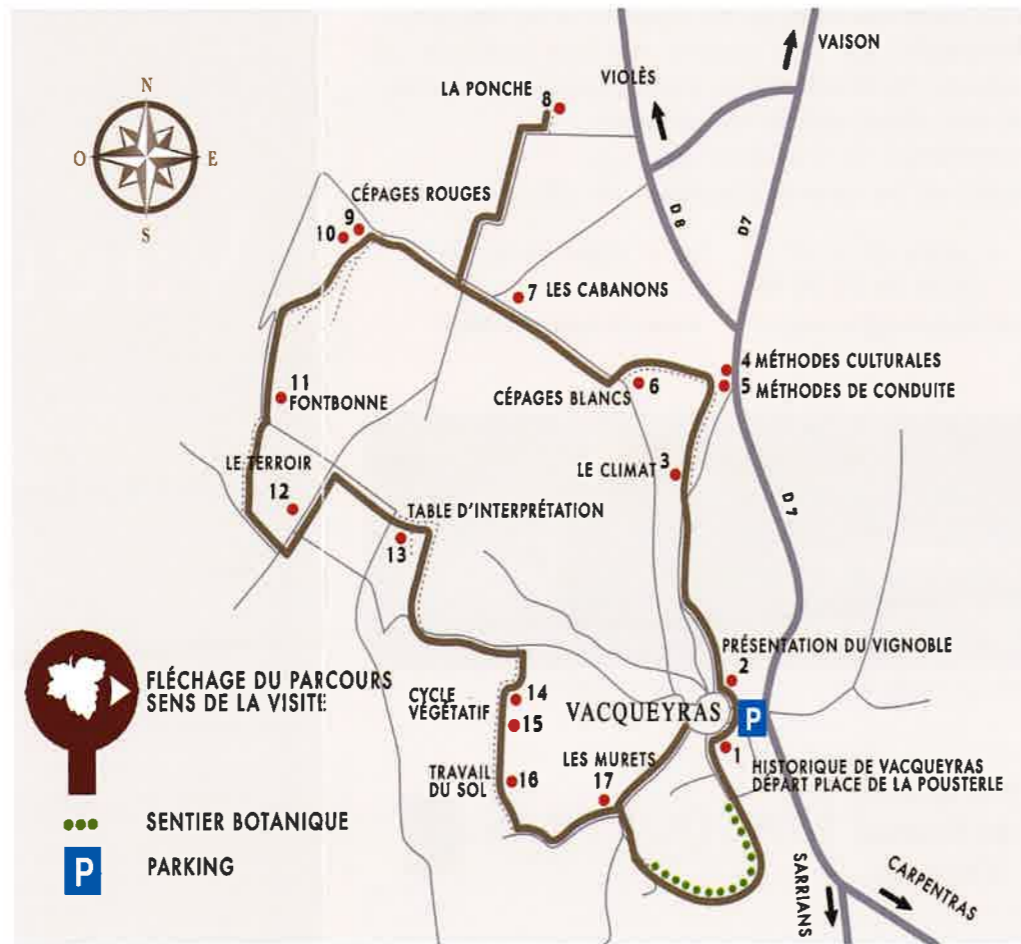 VAISON
VIOLÈS
LA PONCHE
8
N
O
E
S
CÉPAGES ROUGES
9
10
D 8
D7
7 LES CABANONS
4 MÉTHODES CULTURALES
5 MÉTHODES DE CONDUITE
CÉPAGES BLANCS
6
11
FONTBONNE
LE TERROIR
12
LE CLIMAT
3
TABLE D'INTERPRÉTATION
13
D 7
PRÉSENTATION DU VIGNOBLE
2
FLÉCHAGE DU PARCOURS
SENS DE LA VISITE
CYCLE
VÉGÉTATIF
14
15
VACQUEYRAS
P
1
HISTORIQUE DE VACQUEYRAS
DÉPART PLACE DE LA POUSTERLE
TRAVAIL
DU SOL
16
LES MURETS
17
SENTIER BOTANIQUE
P
PARKING
SARRIANS
CARPENTRAS